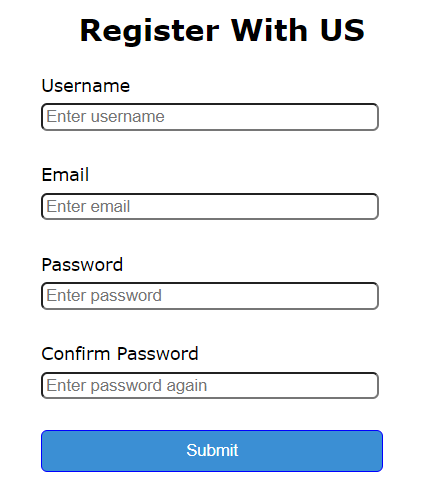 Register With US
Username
Enter username
Email
Enter email
Password
Enter password
Confirm Password
Enter password again
Submit